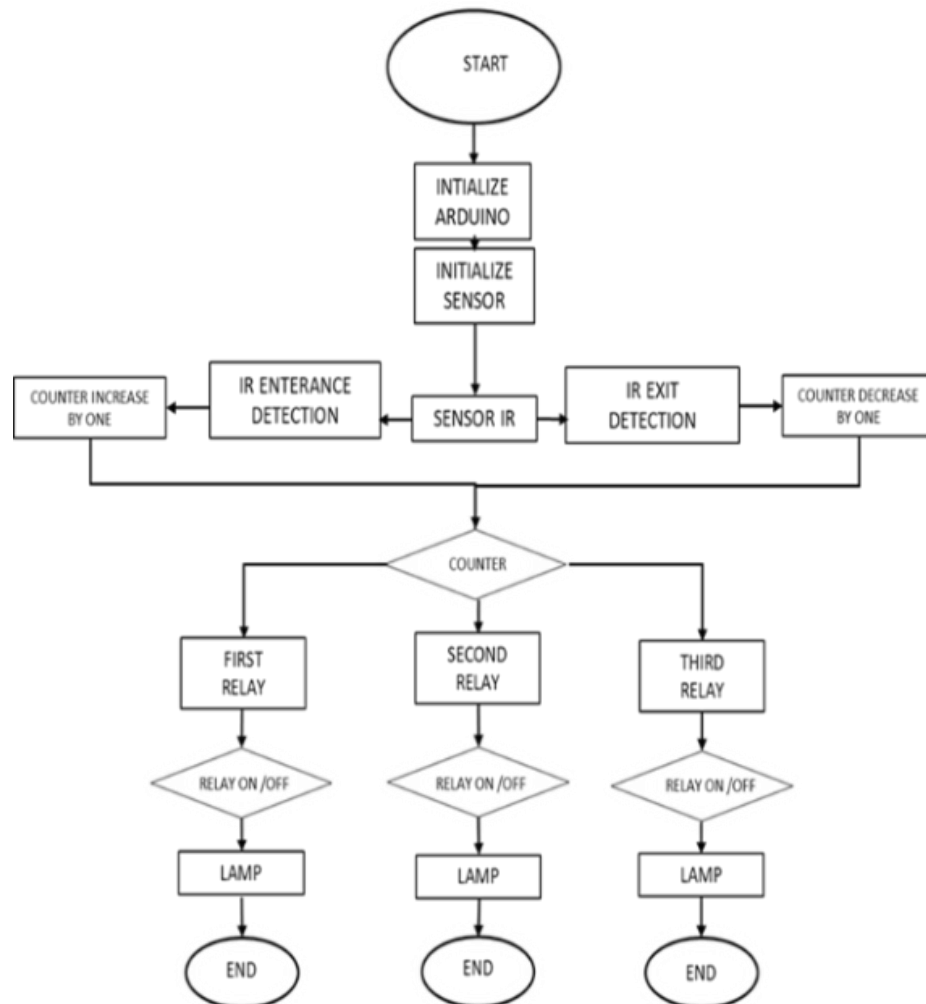 START
INTIALIZE
ARDUINO
INITIALIZE
SENSOR
COUNTER INCREASE
BY ONE
IR ENTERANCE
DETECTION
SENSOR IR
IR EXIT
DETECTION
COUNTER DECREASE
BY ONE
COUNTER
FIRST
RELAY
SECOND
RELAY
THIRD
RELAY
RELAY ON /OFF
RELAY ON /OFF
RELAY ON /OFF
LAMP
LAMP
LAMP
END
END
END